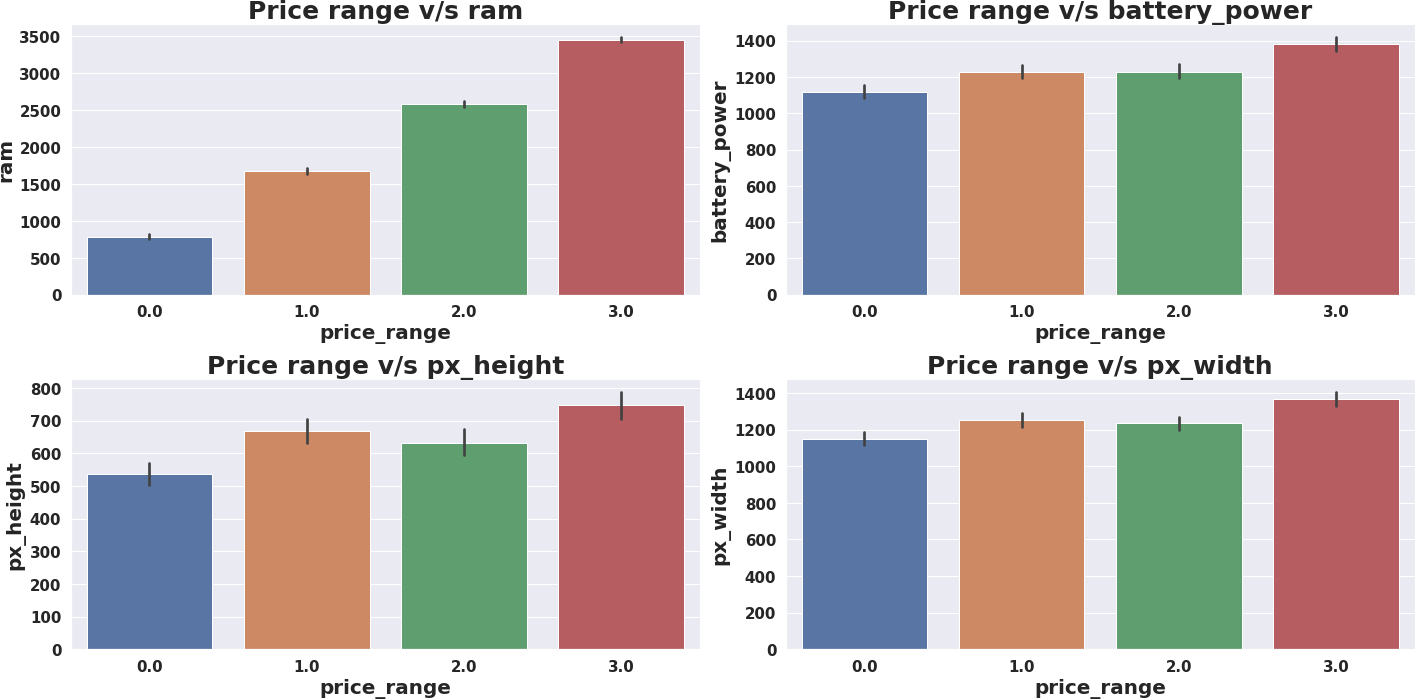 Price range v/s ram
3500
3000
2500
2000
1500
1000
500
0
ram
0.0 1.0 2.0 3.0
price_range
Price range v/s battery_power
1400
1200
1000
800
600
400
200
0
battery_power
0.0 1.0 2.0 3.0
price_range
Price range v/s px_height
800
700
600
500
400
300
200
100
0
px_height
0.0 1.0 2.0 3.0
price_range
Price range v/s px_width
1400
1200
1000
800
600
400
200
0
px_width
0.0 1.0 2.0 3.0
price_range